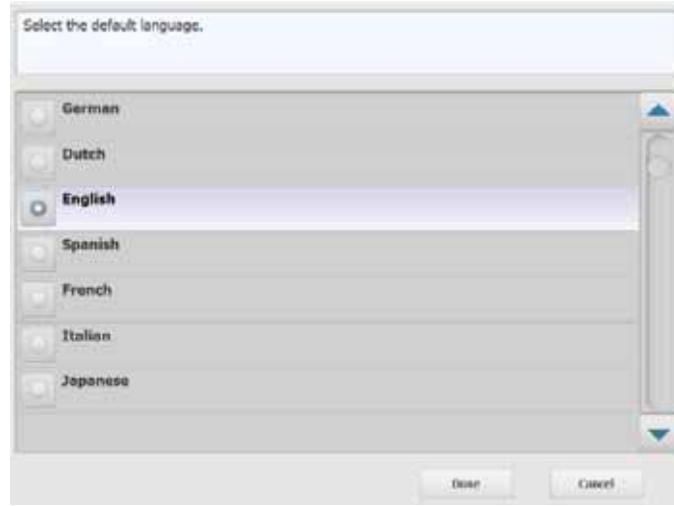 Select the default language.
German
Dutch
English
Spanish
French
Italian
Japanese
Done
Cancel